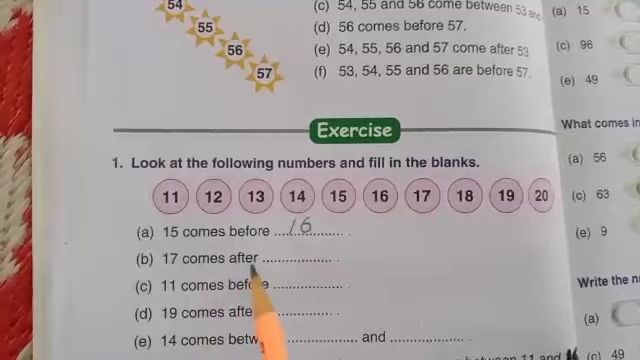 54
55
56
57
(c) 54, 55 and 56 come between 53 and
(d) 56 comes before 57.
(e) 54, 55, 56 and 57 come after 53
(f) 53, 54, 55 and 56 are before 57.
Exercise
1. Look at the following numbers and fill in the blanks.
11 12 13 14 15 16 17 18 19 20
(a) 15 comes before ....16.... .
(b) 17 comes after .................. .
(c) 11 comes before .................. .
(d) 19 comes .................. .
(e) 14 comes .................. and .................. .
between 11 and
(a) 15
(c) 96
(e) 49
What comes in
(a) 56
(c) 63
(e) 9
Write the
(a)
(c) 49